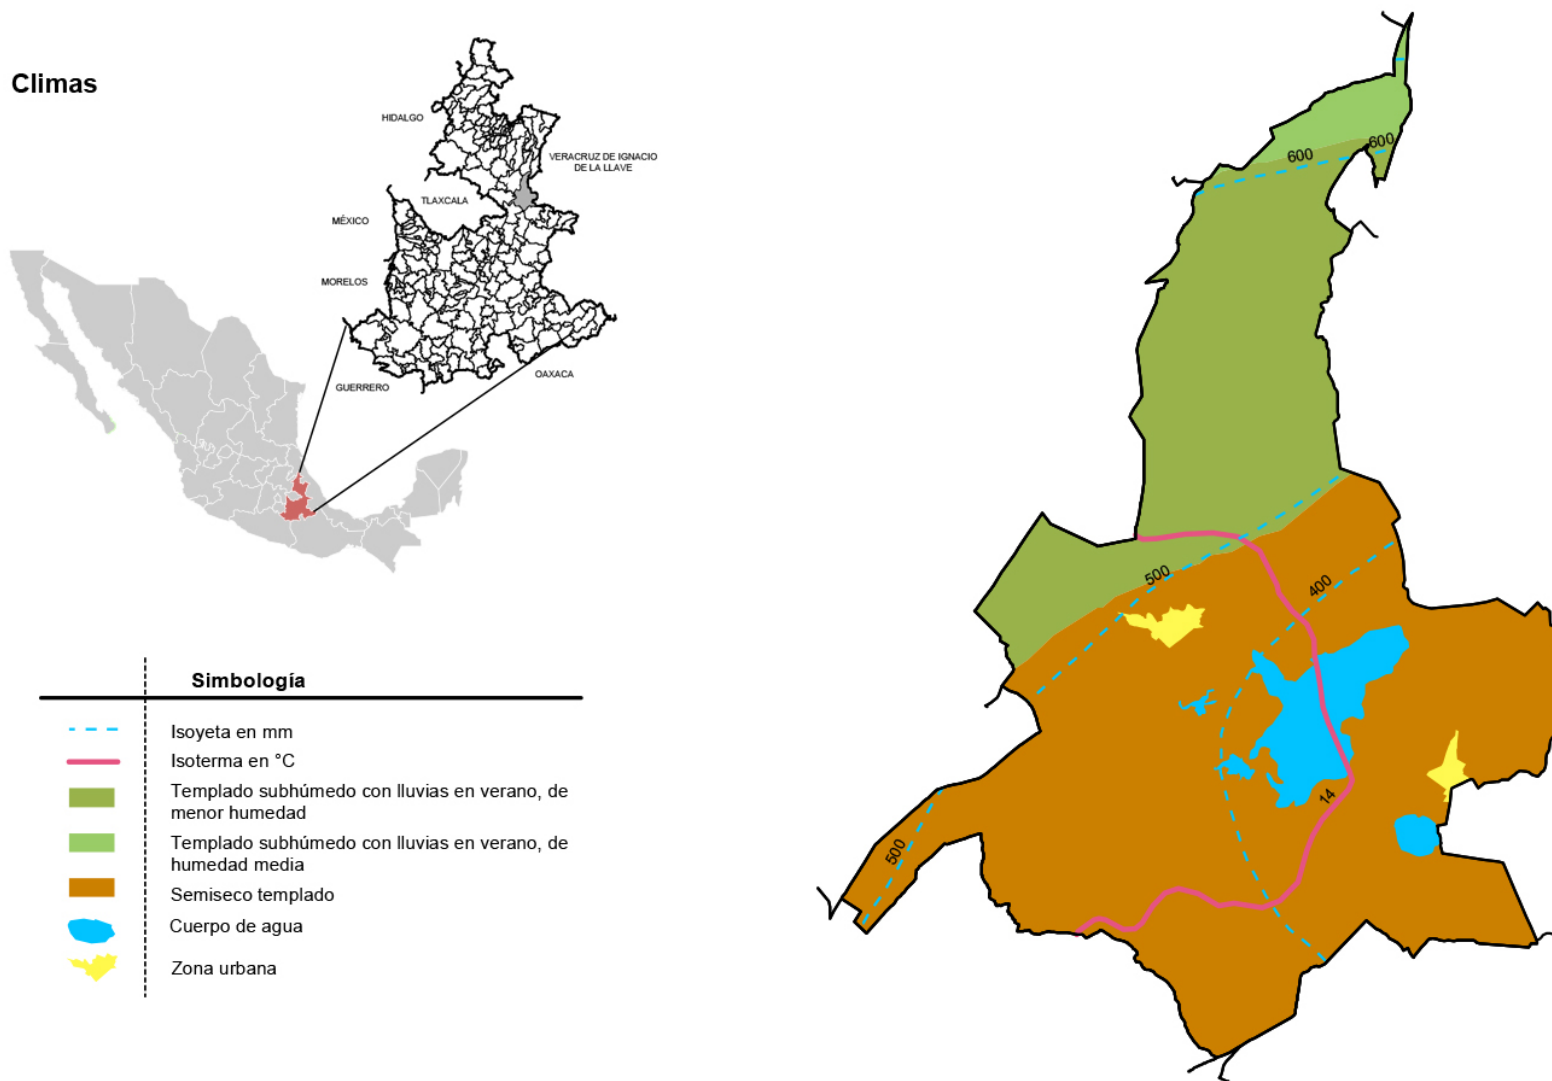 Climas
HIDALGO
VERACRUZ DE IGNACIO
DE LA LLAVE
TLAXCALA
MÉXICO
MORELOS
GUERRERO
OAXACA
Simbología
Isoyeta en mm
Isoterma en °C
Templado subhúmedo con lluvias en verano, de
menor humedad
Templado subhúmedo con lluvias en verano, de
humedad media
Semiseco templado
Cuerpo de agua
Zona urbana
600
600
500
400
14
500